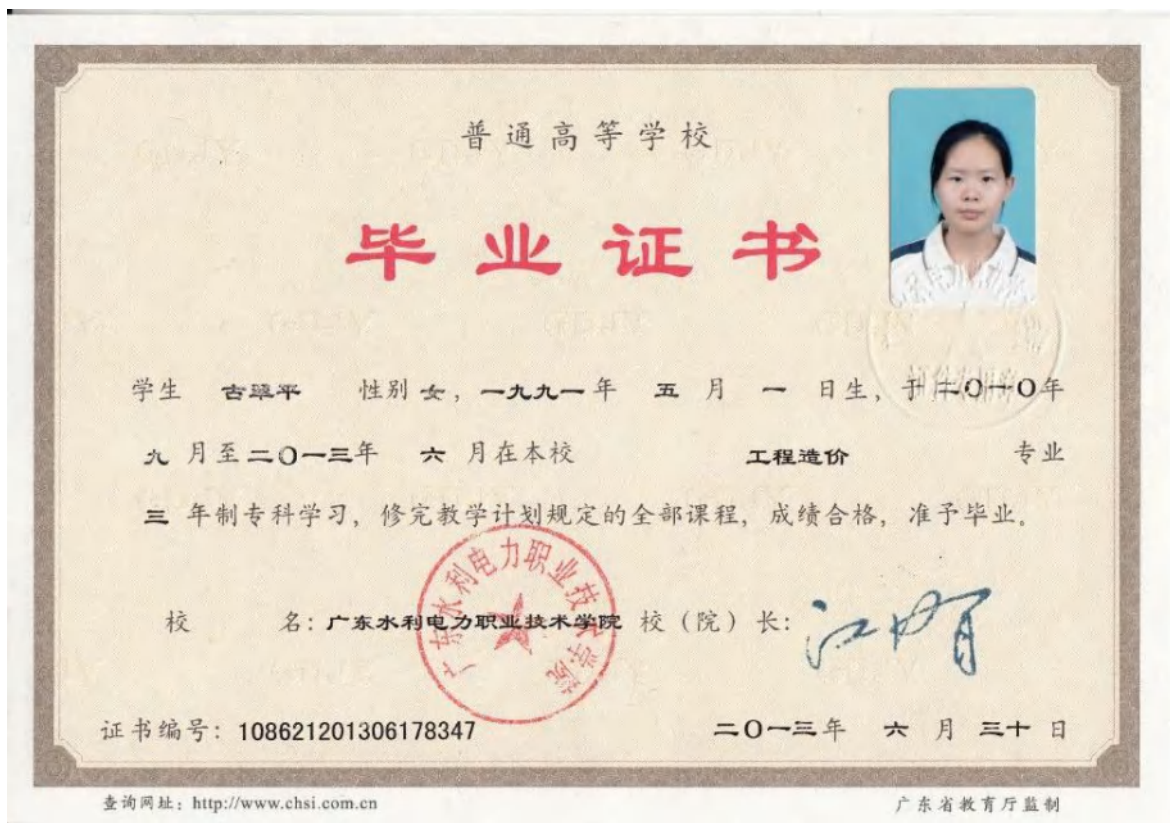 普通高等学校
毕业证书
学生 古翠平 性别 女，一九九一年 五 月 一 日生，于二〇一〇年
九 月至二〇一三年 六 月在本校 工程造价 专业
三 年制专科学习，修完教学计划规定的全部课程，成绩合格，准予毕业。
广东水利电力职业技术学院
校 名：广东水利电力职业技术学院 校（院）长：
证书编号：108621201306178347 二〇一三年 六 月 三十 日
查询网址：http://www.chsi.com.cn 广东省教育厅监制